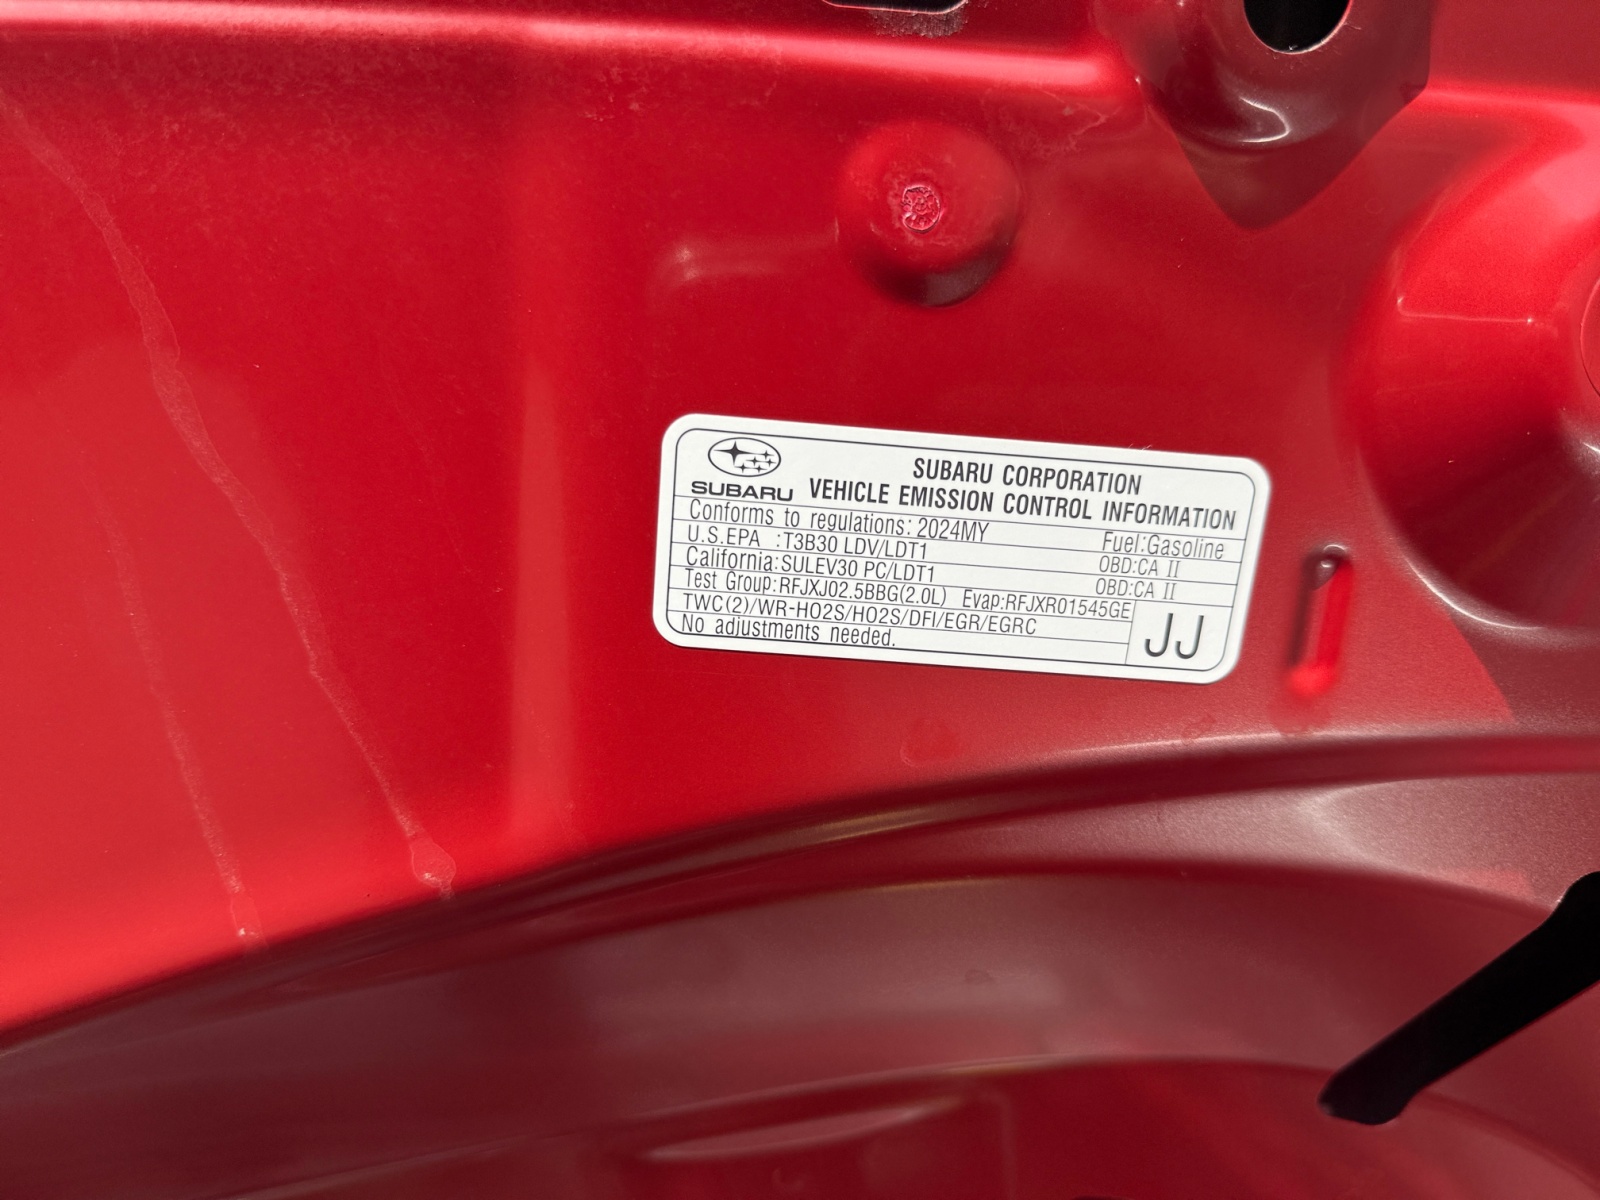 SUBARU
SUBARU CORPORATION
VEHICLE EMISSION CONTROL INFORMATION
Conforms to regulations: 2024MY Fuel:Gasoline
U.S.EPA :T3B30 LDV/LDT1 OBD:CA II
California:SULEV30 PC/LDT1 OBD:CA II
Test Group:RFJXJ02.5BBG(2.0L) Evap:RFJXR01545GE
TWC(2)/WR-HO2S/HO2S/DFI/EGR/EGRC
No adjustments needed.
JJ